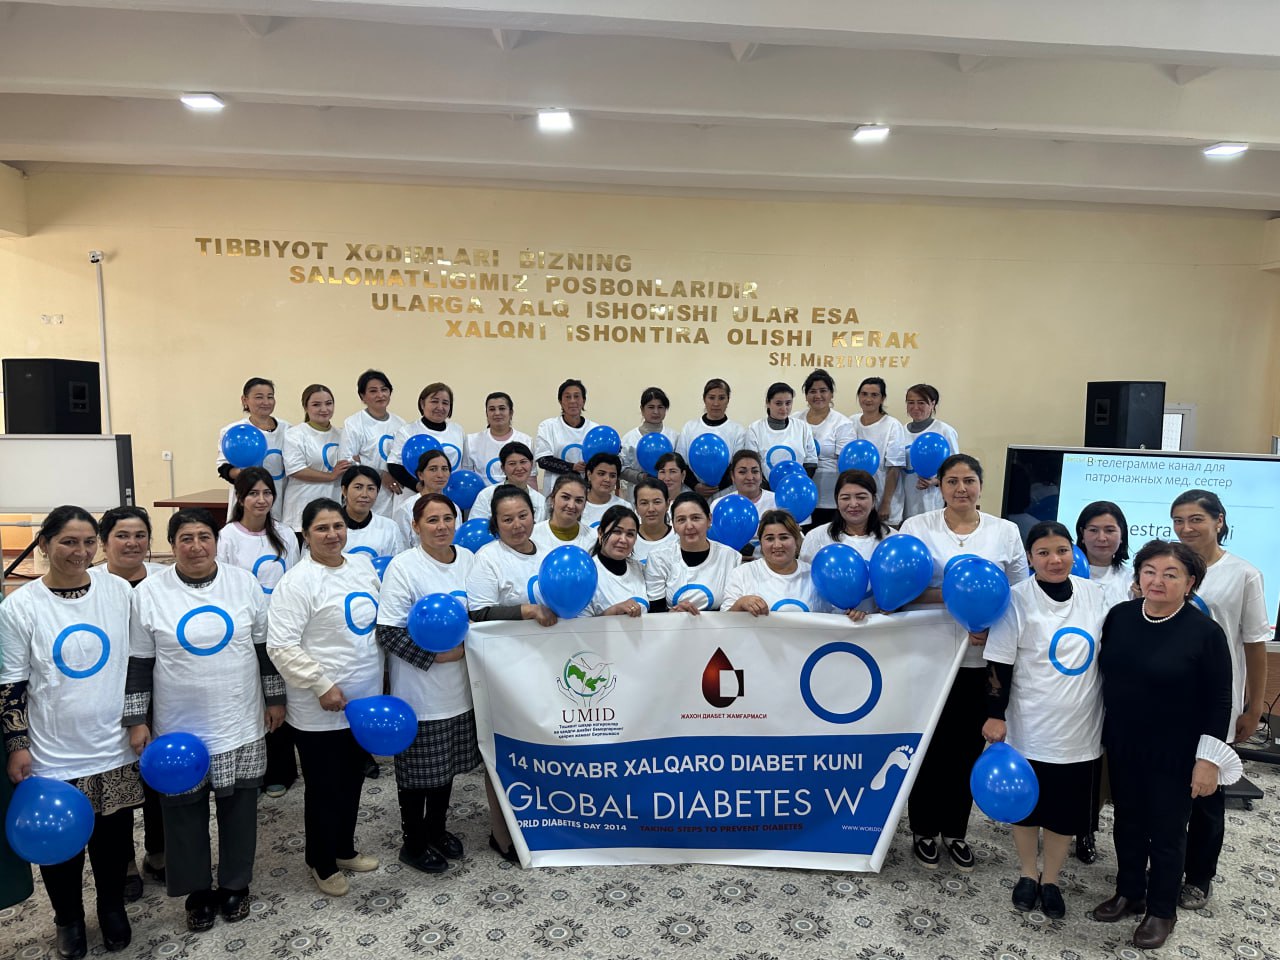 TIBBIYOT XODIMLARI BIZNING
SALOMATLIGIMIZ POSBONLARIDIR
ULARGA XALQ ISHONISHI ULAR ESA
XALQNI ISHONTIRA OLISHI KERAK
SH.MIRZIYOYEV
В телеграмме канал для
патронажных мед. сестер
estra
UMID
ЖАХОН ДИАБЕТ ЖАМҒАРМАСИ
14 NOYABR XALQARO DIABET KUNI
GLOBAL DIABETES W
ORLD DIABETES DAY 2014 TAKING STEPS TO PREVENT DIABETES
WWW.WORLD